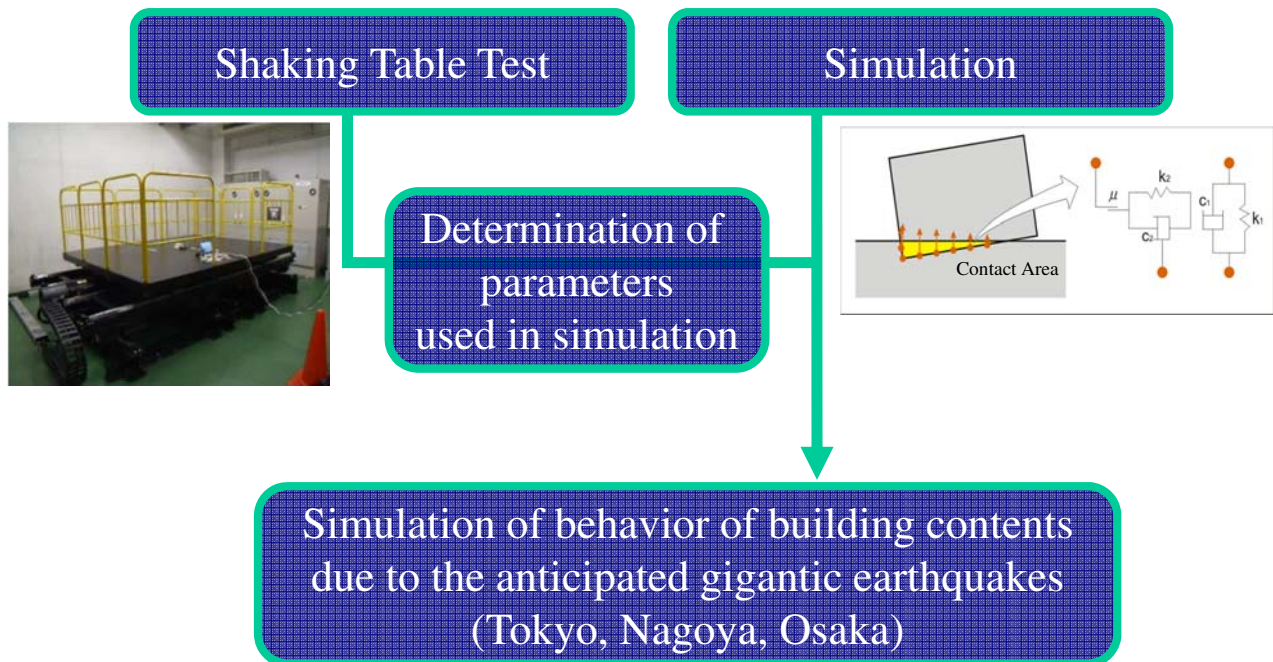 Shaking Table Test
Simulation
Determination of
parameters
used in simulation
k₂
μ
c₂
c₁
k₁
Contact Area
Simulation of behavior of building contents
due to the anticipated gigantic earthquakes
(Tokyo, Nagoya, Osaka)